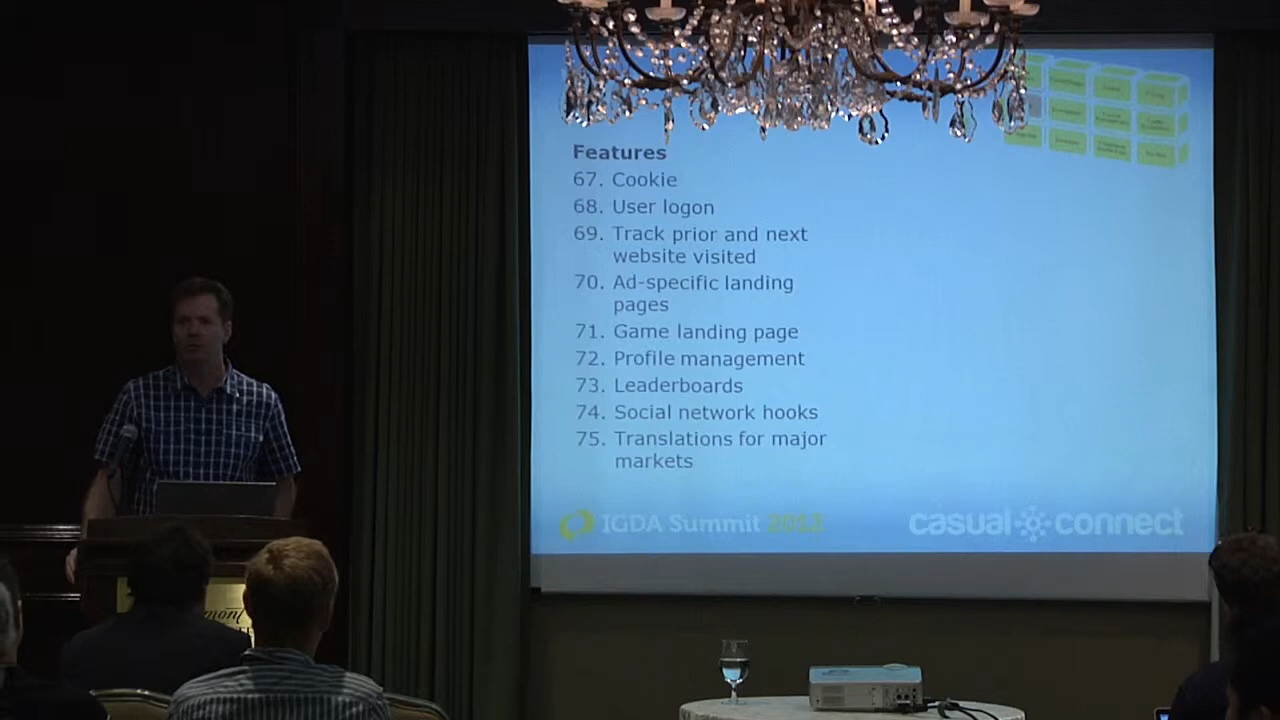 Features
67. Cookie
68. User logon
69. Track prior and next
website visited
70. Ad-specific landing
pages
71. Game landing page
72. Profile management
73. Leaderboards
74. Social network hooks
75. Translations for major
markets
IGDA Summit 2012
casual connect
mont